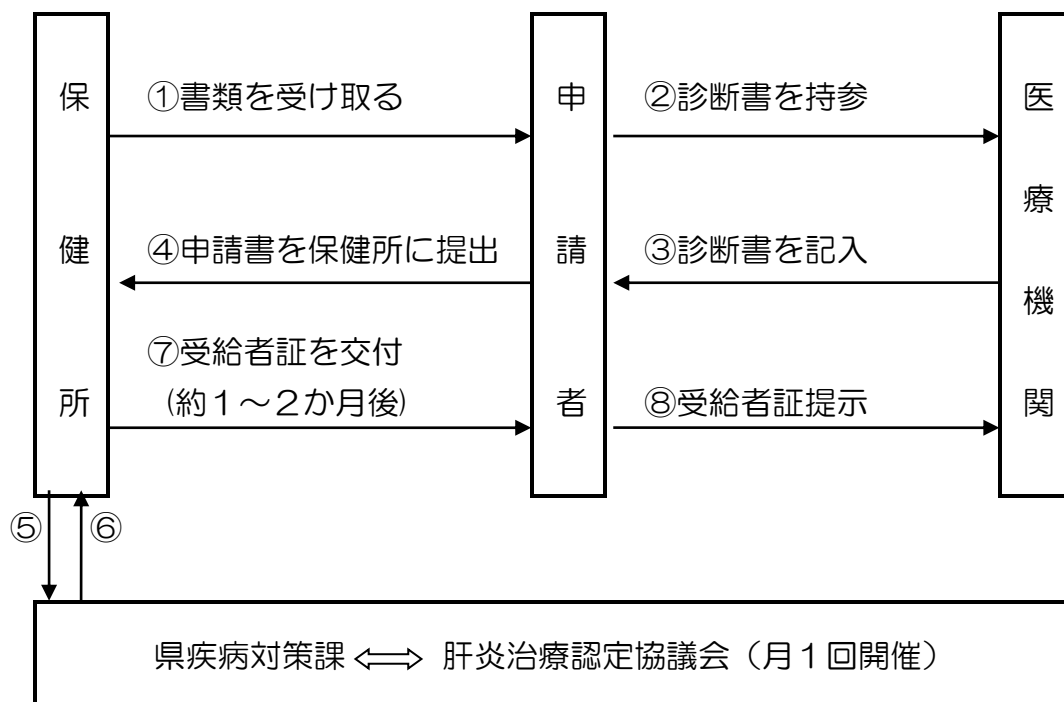 保健所
①書類を受け取る
申請者
②診断書を持参
医療機関
④申請書を保健所に提出
③診断書を記入
⑦受給者証を交付
(約１～２か月後)
⑧受給者証提示
⑤
⑥
県疾病対策課 ⇔ 肝炎治療認定協議会（月１回開催）